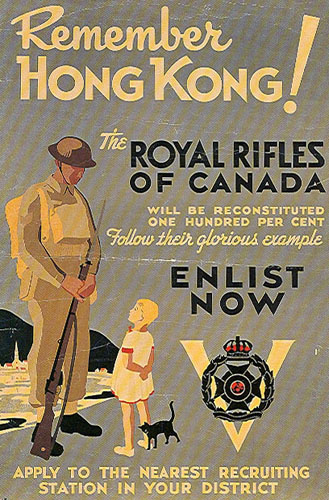 Remember
HONG KONG!
The ROYAL RIFLES
OF CANADA
WILL BE RECONSTITUTED
ONE HUNDRED PER CENT
Follow their glorious example
ENLIST
NOW
V
APPLY TO THE NEAREST RECRUITING
STATION IN YOUR DISTRICT